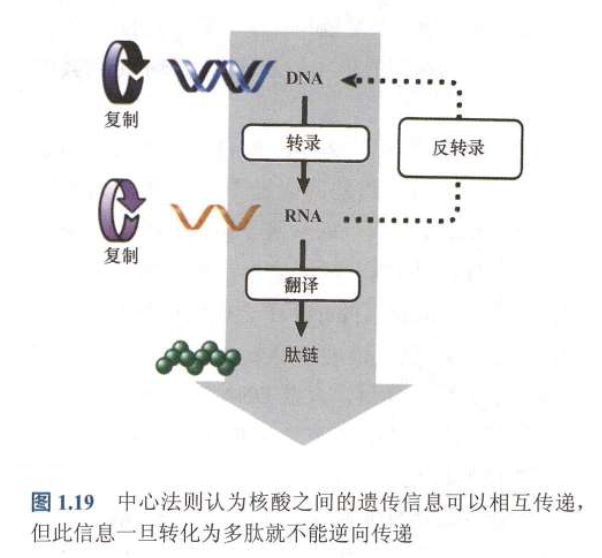 DNA
复制
转录
反转录
RNA
复制
翻译
肽链
图 1.19 中心法则认为核酸之间的遗传信息可以相互传递，
但此信息一旦转化为多肽就不能逆向传递